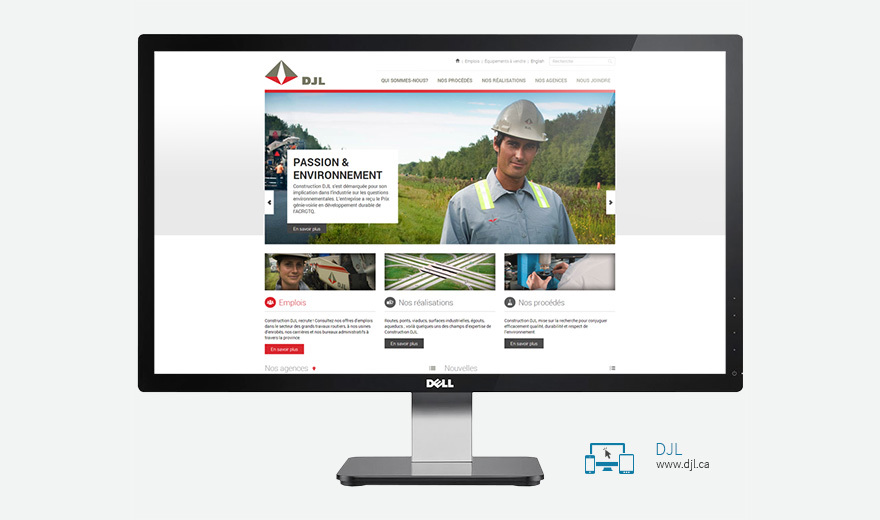 Emplois | Équipements à vendre | English
Recherche
DJL
QUI SOMMES-NOUS? NOS PROCÉDÉS NOS RÉALISATIONS NOS AGENCES NOUS JOINDRE
PASSION &
ENVIRONNEMENT
Construction DJL s'est démarquée pour son
implication dans l'industrie sur les questions
environnementales. L'entreprise a reçu le Prix
génie-voirie en développement durable de
l'ACRGTQ.
En savoir plus
Emplois
Construction DJL recrute ! Consultez nos offres d'emplois
dans le secteur des grands travaux routiers, à nos usines
d'enrobés, nos carrières et nos bureaux administratifs à
travers la province.
En savoir plus
Nos réalisations
Routes, ponts, viaducs, surfaces industrielles, égouts,
aqueducs : voilà quelques uns des champs d'expertise de
Construction DJL
En savoir plus
Nos procédés
Construction DJL mise sur la recherche pour conjuguer
efficacement qualité, durabilité et respect de
l'environnement
En savoir plus
Nos agences
Nouvelles
DELL
DJL
www.djl.ca